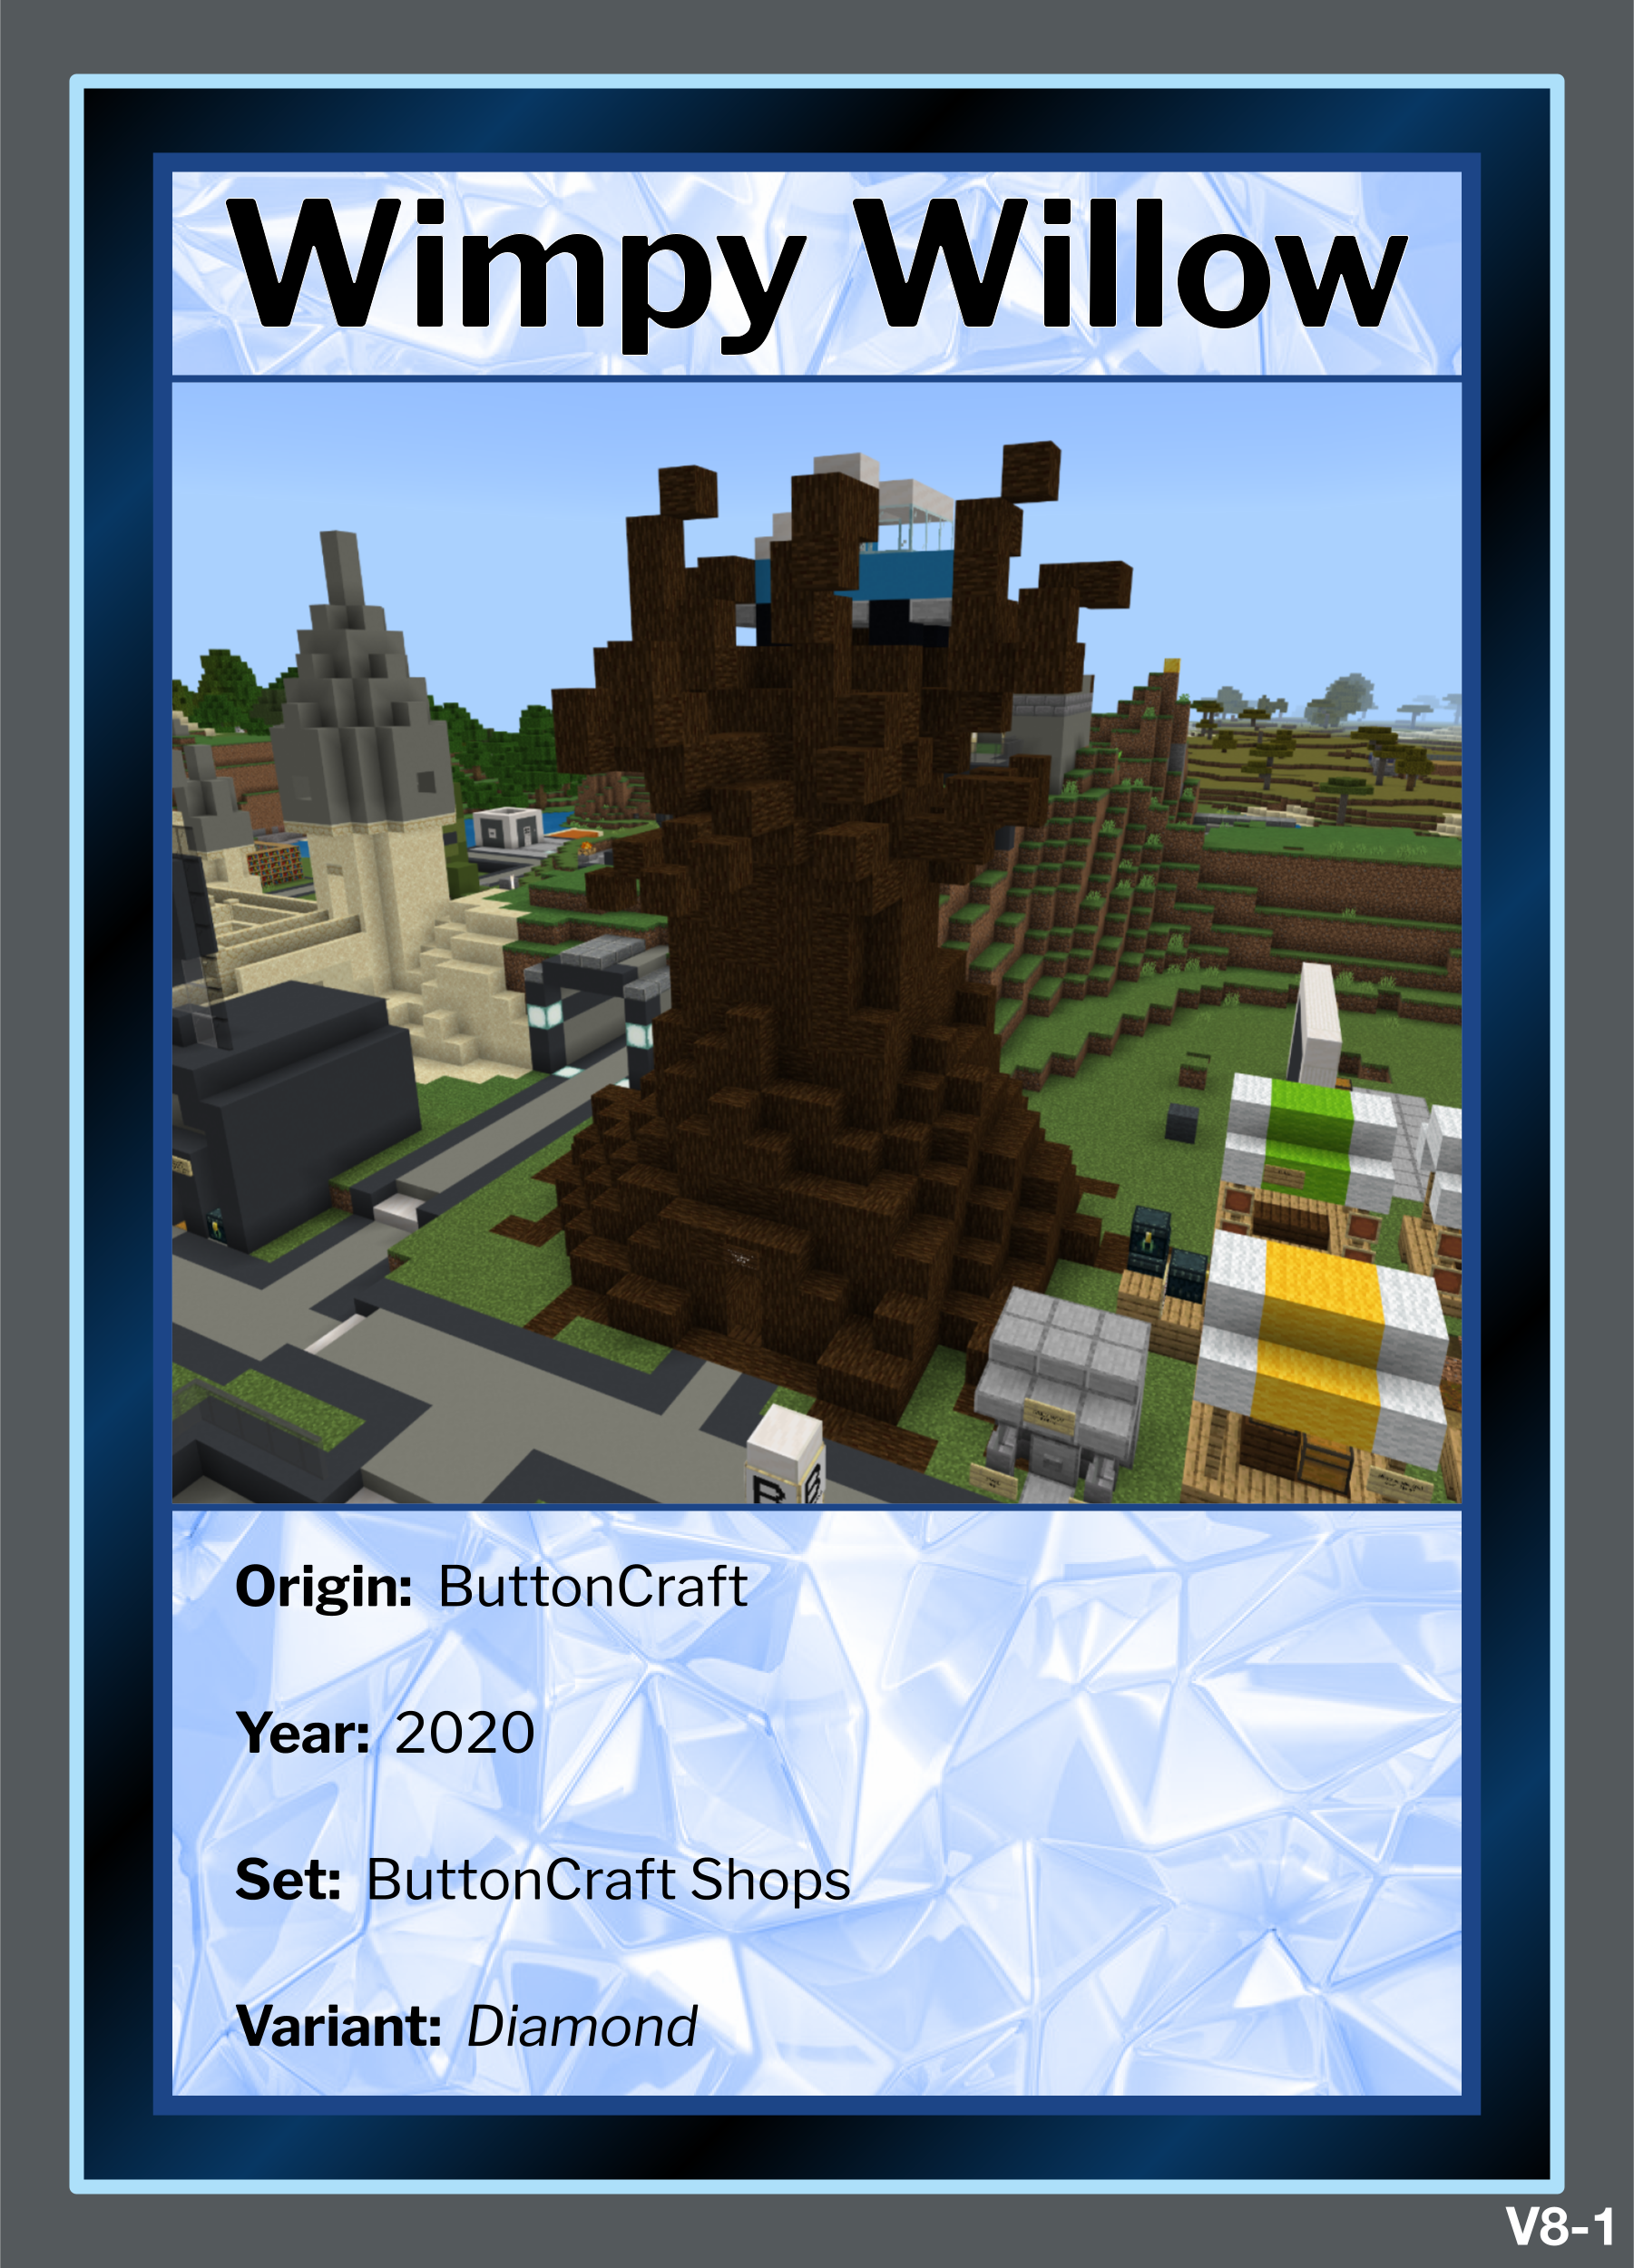 Wimpy Willow
B B
Origin: ButtonCraft
Year: 2020
Set: ButtonCraft Shops
Variant: Diamond
V8-1